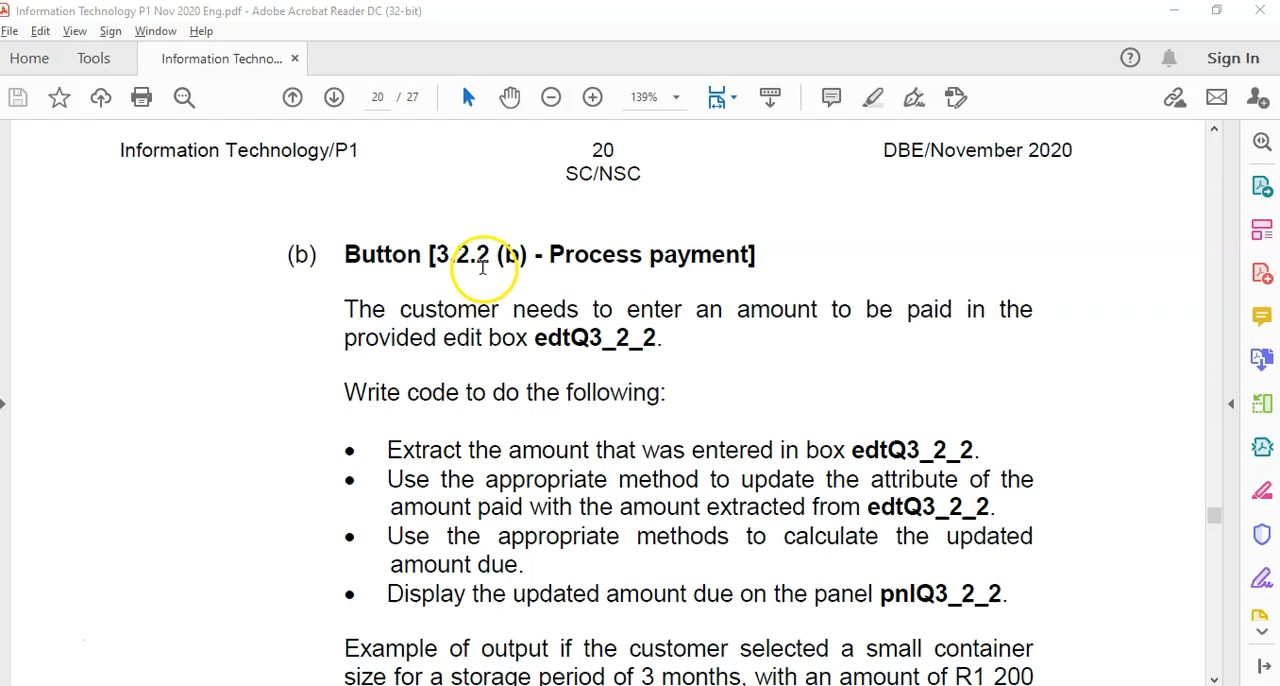 Information Technology P1 Nov 2020 Eng.pdf - Adobe Acrobat Reader DC (32-bit)
File Edit View Sign Window Help
Home Tools Information Techno... × Sign In
20 / 27 139%
Information Technology/P1 20 DBE/November 2020
SC/NSC
(b) Button [3.2.2 (b) - Process payment]
The customer needs to enter an amount to be paid in the
provided edit box edtQ3_2_2.
Write code to do the following:
• Extract the amount that was entered in box edtQ3_2_2.
• Use the appropriate method to update the attribute of the
amount paid with the amount extracted from edtQ3_2_2.
• Use the appropriate methods to calculate the updated
amount due.
• Display the updated amount due on the panel pnlQ3_2_2.
Example of output if the customer selected a small container
size for a storage period of 3 months, with an amount of R1 200